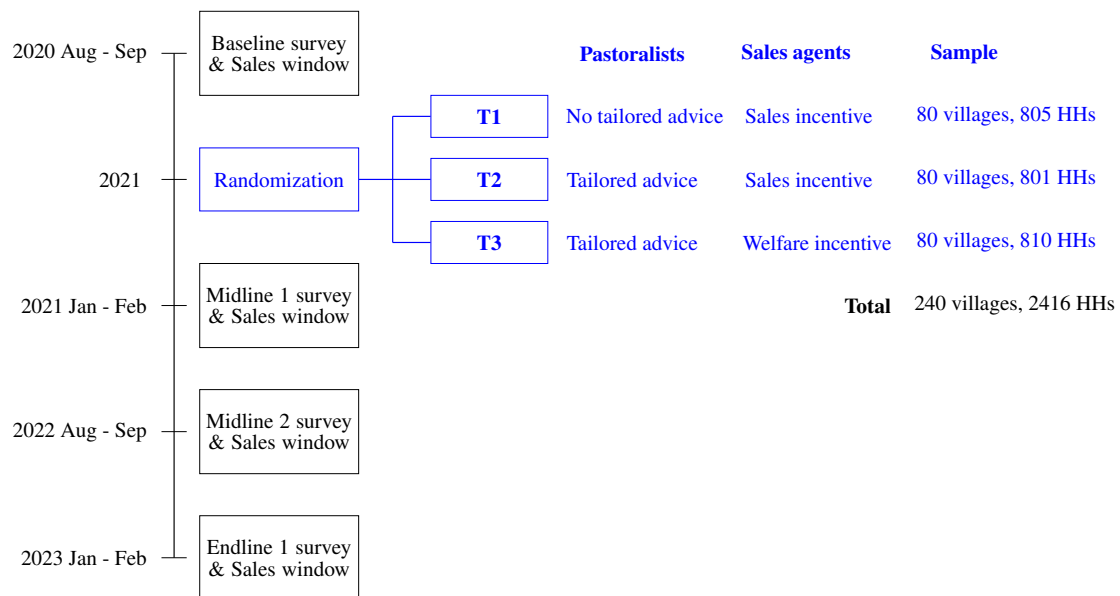 2020 Aug - Sep
Baseline survey
& Sales window
Pastoralists Sales agents Sample
T1 No tailored advice Sales incentive 80 villages, 805 HHs
2021 Randomization T2 Tailored advice Sales incentive 80 villages, 801 HHs
T3 Tailored advice Welfare incentive 80 villages, 810 HHs
2021 Jan - Feb
Midline 1 survey
& Sales window
Total 240 villages, 2416 HHs
2022 Aug - Sep
Midline 2 survey
& Sales window
2023 Jan - Feb
Endline 1 survey
& Sales window